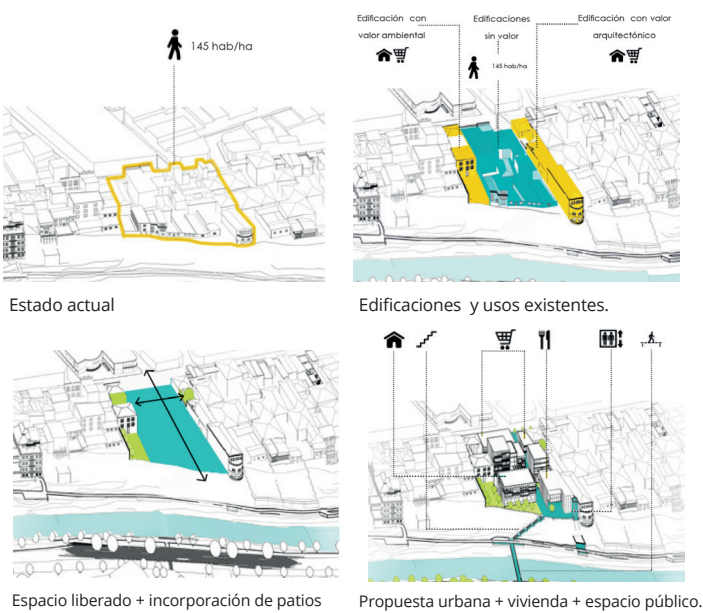 145 hab/ha
Estado actual
Edificación con
valor ambiental
Edificaciones
sin valor
Edificación con valor
arquitectónico
145 hab/ha
Edificaciones y usos existentes.
Espacio liberado + incorporación de patios
Propuesta urbana + vivienda + espacio público.